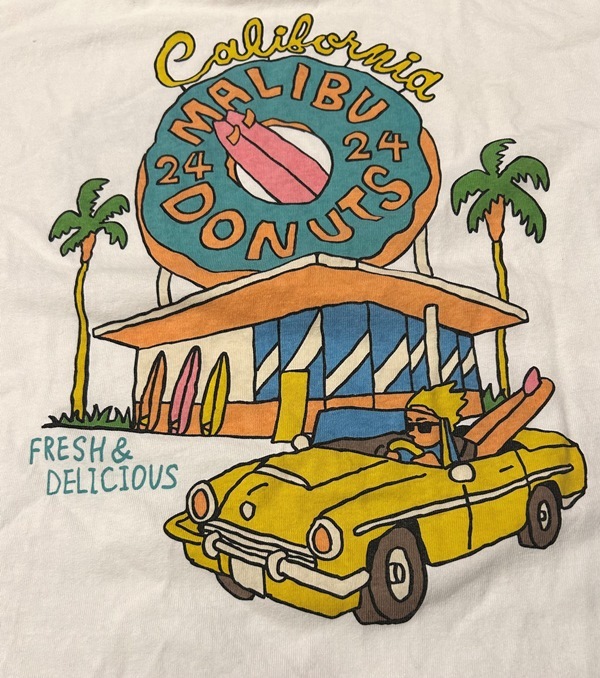 California
MALIBU
24 24
DONUTS
FRESH &
DELICIOUS